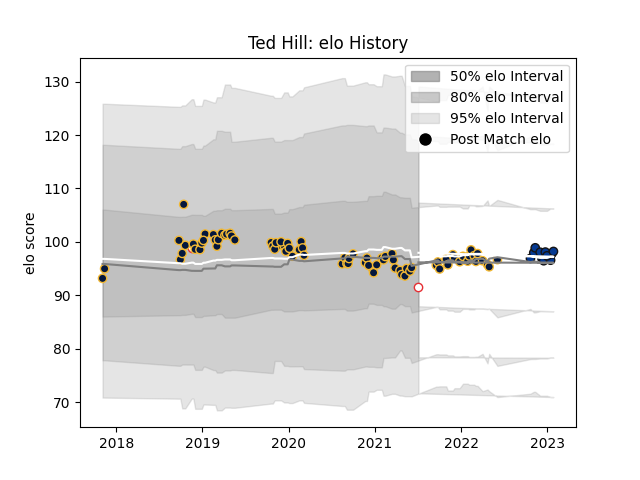 Ted Hill: elo History
50% elo Interval
80% elo Interval
95% elo Interval
Post Match elo
elo score
130
120
110
100
90
80
70
2018 2019 2020 2021 2022 2023